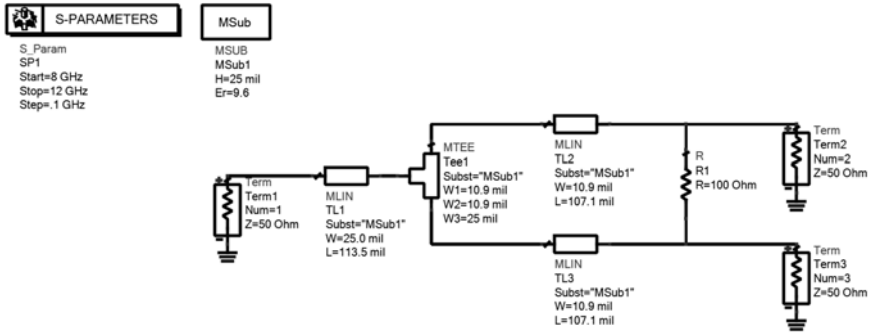 S-PARAMETERS
S_Param
SP1
Start=8 GHz
Stop=12 GHz
Step=.1 GHz
MSub
MSUB
MSub1
H=25 mil
Er=9.6
Term
Term1
Num=1
Z=50 Ohm
MLIN
TL1
Subst="MSub1"
W=25.0 mil
L=113.5 mil
MTEE
Tee1
Subst="MSub1"
W1=10.9 mil
W2=10.9 mil
W3=25 mil
MLIN
TL2
Subst="MSub1"
W=10.9 mil
L=107.1 mil
R
R1
R=100 Ohm
Term
Term2
Num=2
Z=50 Ohm
MLIN
TL3
Subst="MSub1"
W=10.9 mil
L=107.1 mil
Term
Term3
Num=3
Z=50 Ohm